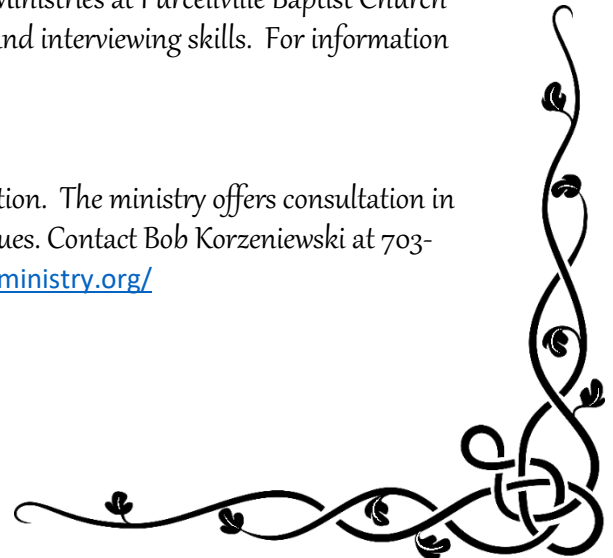 Ministries at Purcellville Baptist Church
and interviewing skills.  For information
tion.  The ministry offers consultation in
ues. Contact Bob Korzeniewski at 703-
ministry.org/